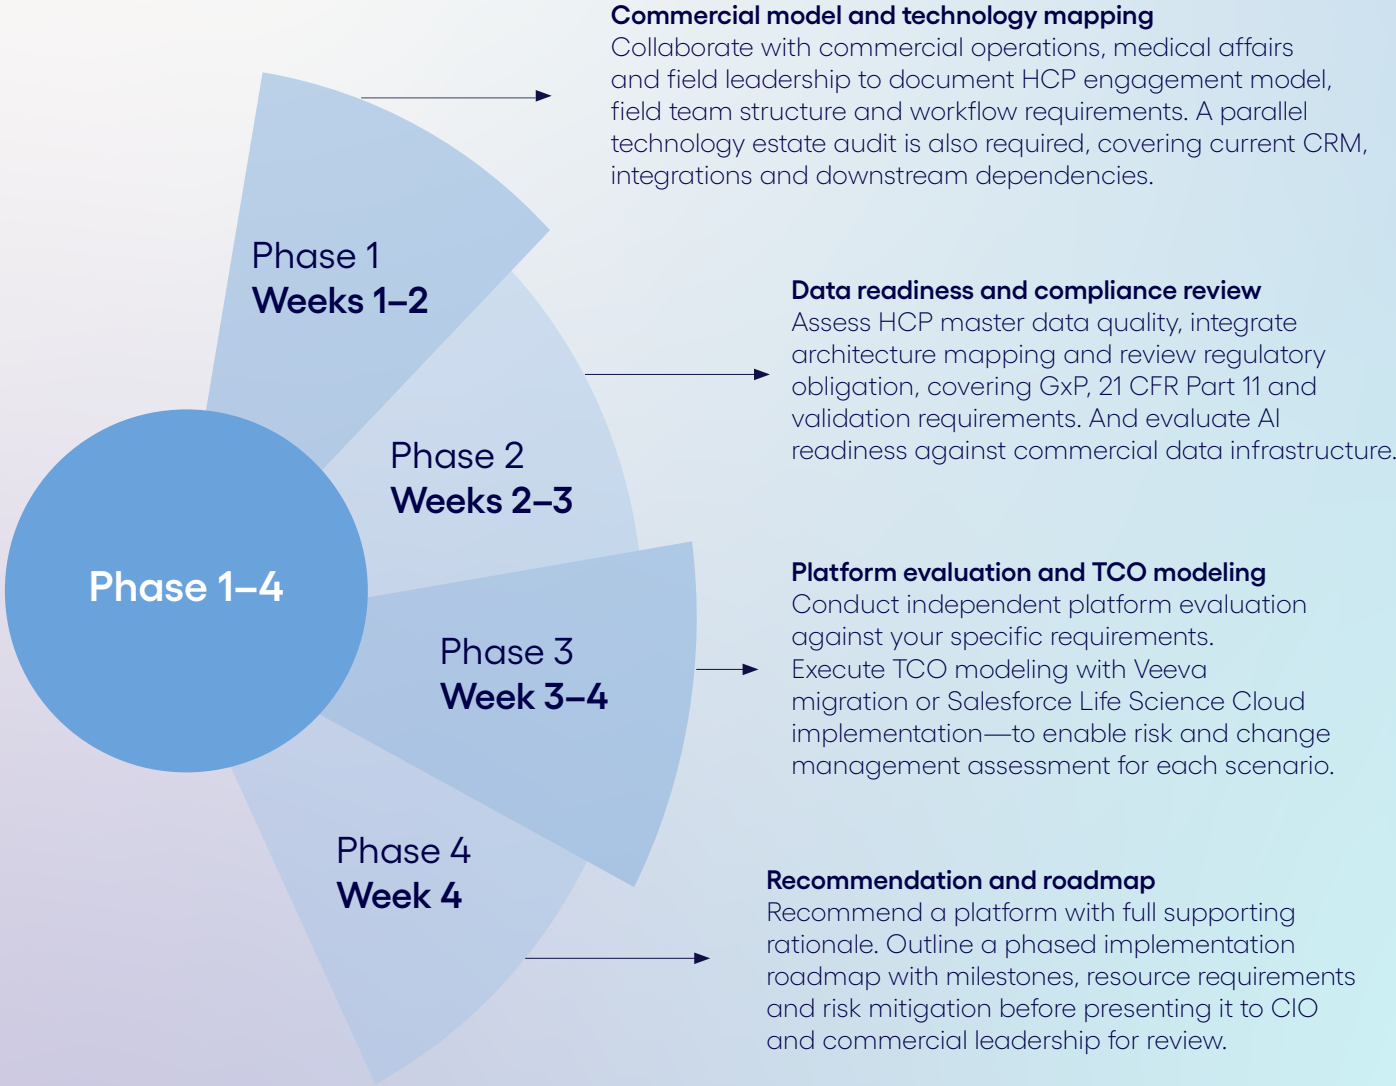 Commercial model and technology mapping
Collaborate with commercial operations, medical affairs
and field leadership to document HCP engagement model,
field team structure and workflow requirements. A parallel
technology estate audit is also required, covering current CRM,
integrations and downstream dependencies.
Phase 1
Weeks 1–2
Data readiness and compliance review
Assess HCP master data quality, integrate
architecture mapping and review regulatory
obligation, covering GxP, 21 CFR Part 11 and
validation requirements. And evaluate AI
readiness against commercial data infrastructure.
Phase 2
Weeks 2–3
Phase 1–4
Platform evaluation and TCO modeling
Conduct independent platform evaluation
against your specific requirements.
Execute TCO modeling with Veeva
migration or Salesforce Life Science Cloud
implementation—to enable risk and change
management assessment for each scenario.
Phase 3
Week 3–4
Phase 4
Week 4
Recommendation and roadmap
Recommend a platform with full supporting
rationale. Outline a phased implementation
roadmap with milestones, resource requirements
and risk mitigation before presenting it to CIO
and commercial leadership for review.